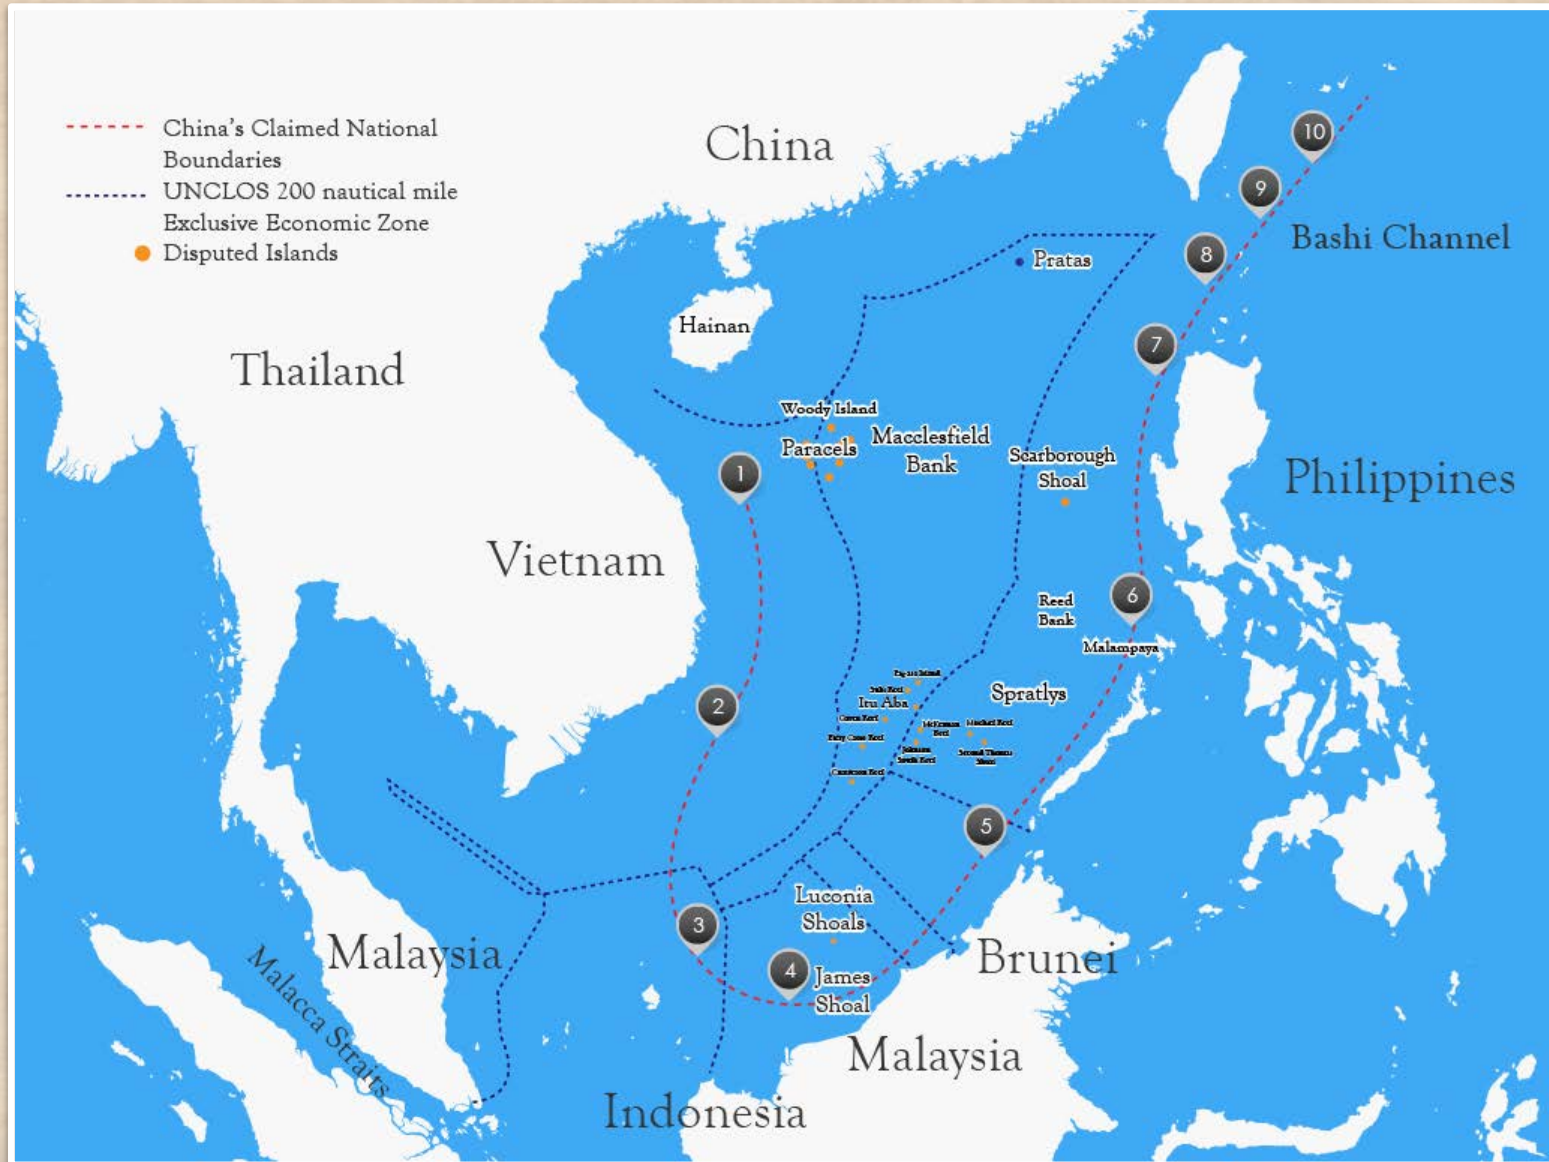 China's Claimed National
Boundaries
UNCLOS 200 nautical mile
Exclusive Economic Zone
Disputed Islands
China
10
9
Bashi Channel
8
Pratas
Hainan
7
Thailand
Woody Island
Macclesfield
Bank
Paracels
Scarborough
Shoal
1
Philippines
Vietnam
6
Reed
Bank
Malampaya
Spratlys
Itu Aba
2
5
Luconia
Shoals
3
Malaysia
Brunei
4
James
Shoal
Malacca Straits
Malaysia
Indonesia